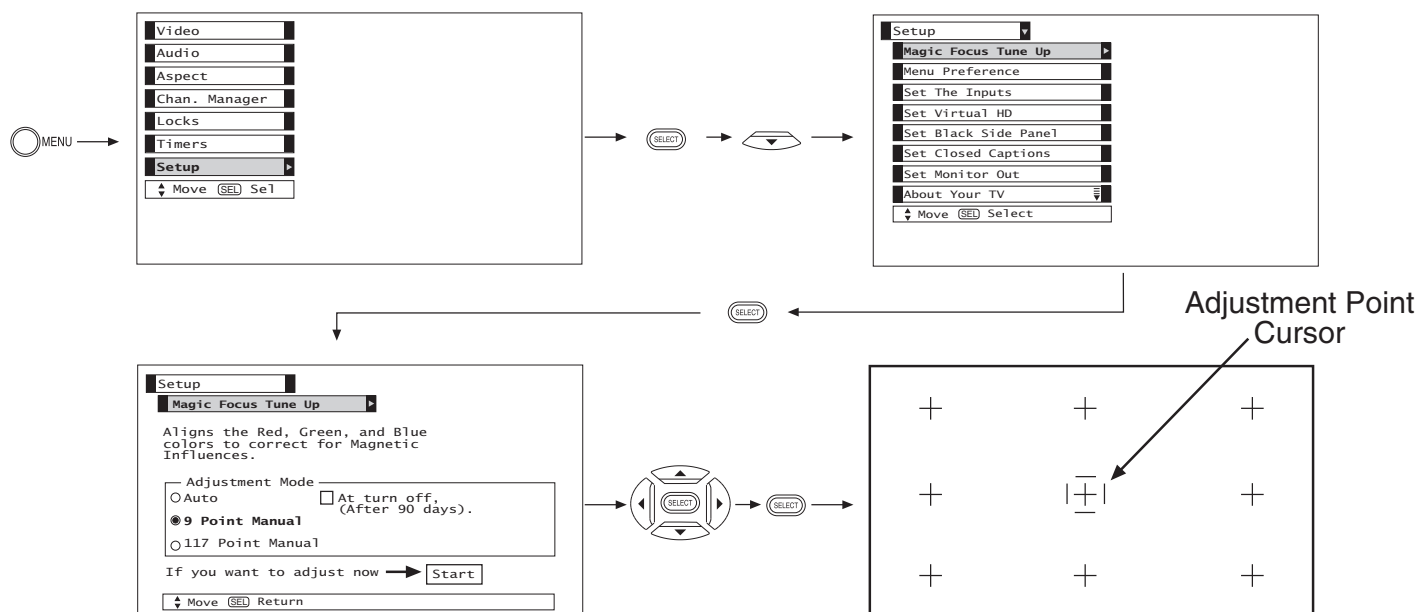 MENU
Video
Audio
Aspect
Chan. Manager
Locks
Timers
Setup
Move SEL Sel
SELECT
Setup
Magic Focus Tune Up
Menu Preference
Set The Inputs
Set Virtual HD
Set Black Side Panel
Set Closed Captions
Set Monitor Out
About Your TV
Move SEL Select
SELECT
Setup
Magic Focus Tune Up
Aligns the Red, Green, and Blue
colors to correct for Magnetic
Influences.
Adjustment Mode
Auto
At turn off,
(After 90 days).
9 Point Manual
117 Point Manual
If you want to adjust now Start
Move SEL Return
SELECT
SELECT
Adjustment Point
Cursor